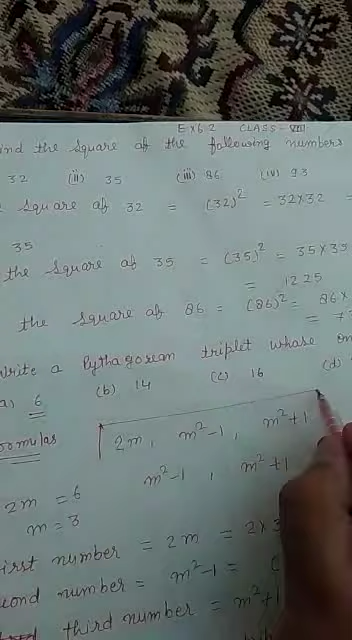 Ex 6.2 CLASS - VIII
ind the square of the following numbers
32 (ii) 35 (iii) 86 (iv) 93
square of 32 = (32)² = 32×32 =
35
the square of 35 = (35)² = 35×35
= 1225
the square of 86 = (86)² = 86×
= 73
write a Pythagorean triplet whose
6 (b) 14 (c) 16 (d)
ormulas 2m, m²-1, m²+1
m²-1, m²+1
2m = 6
m = 3
irst number = 2m = 2×3
cond number = m²-1 =
third number = m²+1